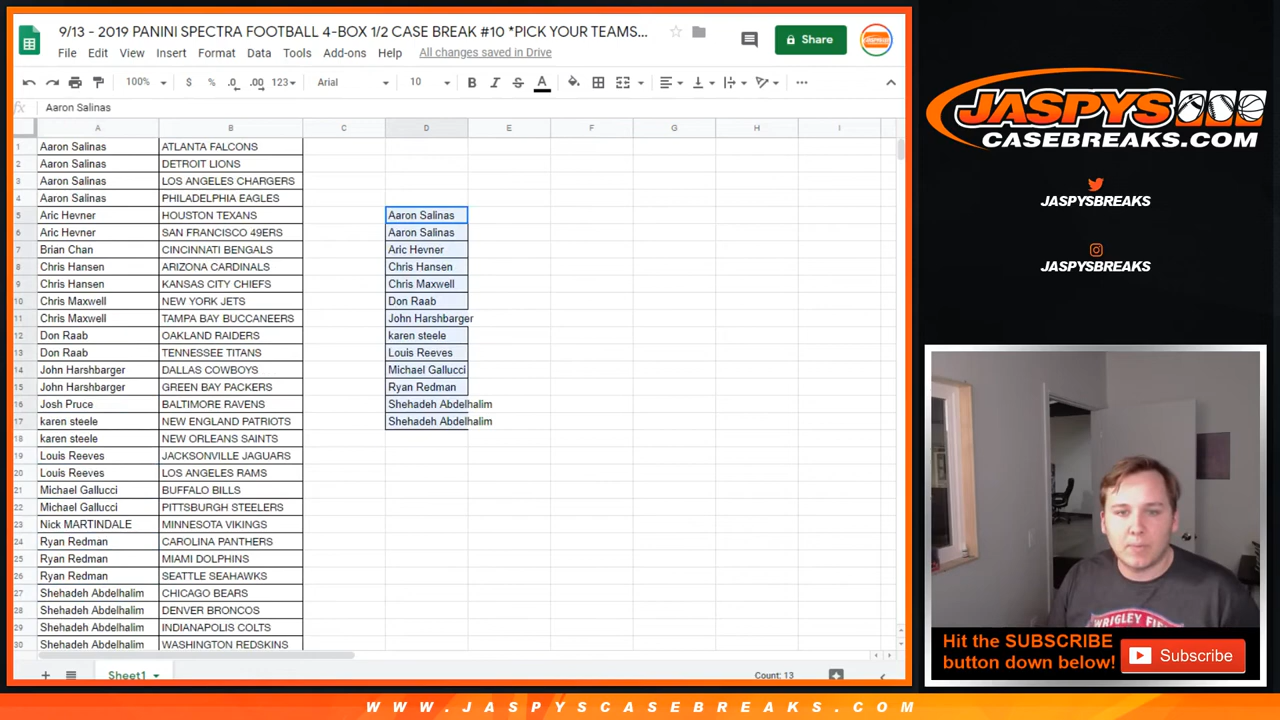 9/13 - 2019 PANINI SPECTRA FOOTBALL 4-BOX 1/2 CASE BREAK #10 *PICK YOUR TEAMS...
File Edit View Insert Format Data Tools Add-ons Help All changes saved in Drive
Share
100% $ % .0 .00 123 Arial 10 B I S A
fx Aaron Salinas
A B C D E F G H I
1 Aaron Salinas ATLANTA FALCONS
2 Aaron Salinas DETROIT LIONS
3 Aaron Salinas LOS ANGELES CHARGERS
4 Aaron Salinas PHILADELPHIA EAGLES
5 Aric Hevner HOUSTON TEXANS Aaron Salinas
6 Aric Hevner SAN FRANCISCO 49ERS Aaron Salinas
7 Brian Chan CINCINNATI BENGALS Aric Hevner
8 Chris Hansen ARIZONA CARDINALS Chris Hansen
9 Chris Hansen KANSAS CITY CHIEFS Chris Maxwell
10 Chris Maxwell NEW YORK JETS Don Raab
11 Chris Maxwell TAMPA BAY BUCCANEERS John Harshbarger
12 Don Raab OAKLAND RAIDERS karen steele
13 Don Raab TENNESSEE TITANS Louis Reeves
14 John Harshbarger DALLAS COWBOYS Michael Gallucci
15 John Harshbarger GREEN BAY PACKERS Ryan Redman
16 Josh Pruce BALTIMORE RAVENS Shehadeh Abdelhalim
17 karen steele NEW ENGLAND PATRIOTS Shehadeh Abdelhalim
18 karen steele NEW ORLEANS SAINTS
19 Louis Reeves JACKSONVILLE JAGUARS
20 Louis Reeves LOS ANGELES RAMS
21 Michael Gallucci BUFFALO BILLS
22 Michael Gallucci PITTSBURGH STEELERS
23 Nick MARTINDALE MINNESOTA VIKINGS
24 Ryan Redman CAROLINA PANTHERS
25 Ryan Redman MIAMI DOLPHINS
26 Ryan Redman SEATTLE SEAHAWKS
27 Shehadeh Abdelhalim CHICAGO BEARS
28 Shehadeh Abdelhalim DENVER BRONCOS
29 Shehadeh Abdelhalim INDIANAPOLIS COLTS
30 Shehadeh Abdelhalim WASHINGTON REDSKINS
Sheet1 Count: 13
JASPYS
CASEBREAKS.COM
JASPYSBREAKS
JASPYSBREAKS
WRIGLEY FIE
Hit the SUBSCRIBE
button down below!
Subscribe
WWW.JASPYSCASEBREAKS.COM